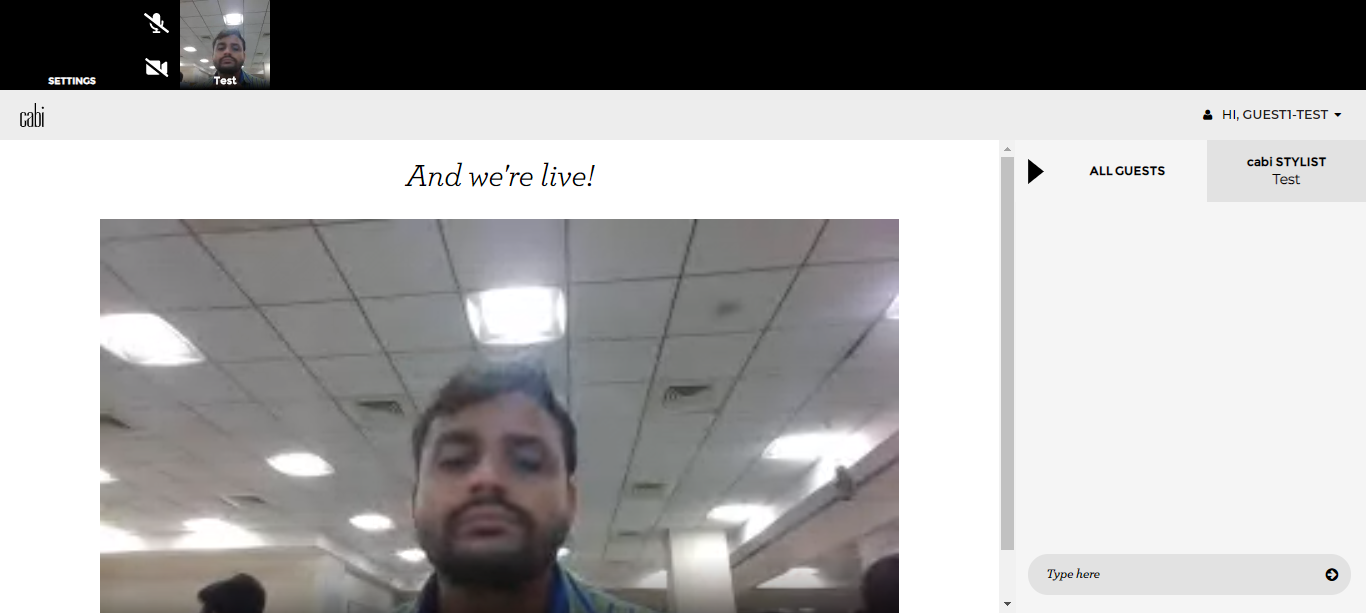 SETTINGS
Test
cabi
HI, GUEST1-TEST
And we're live!
ALL GUESTS
cabi STYLIST
Test
Type here